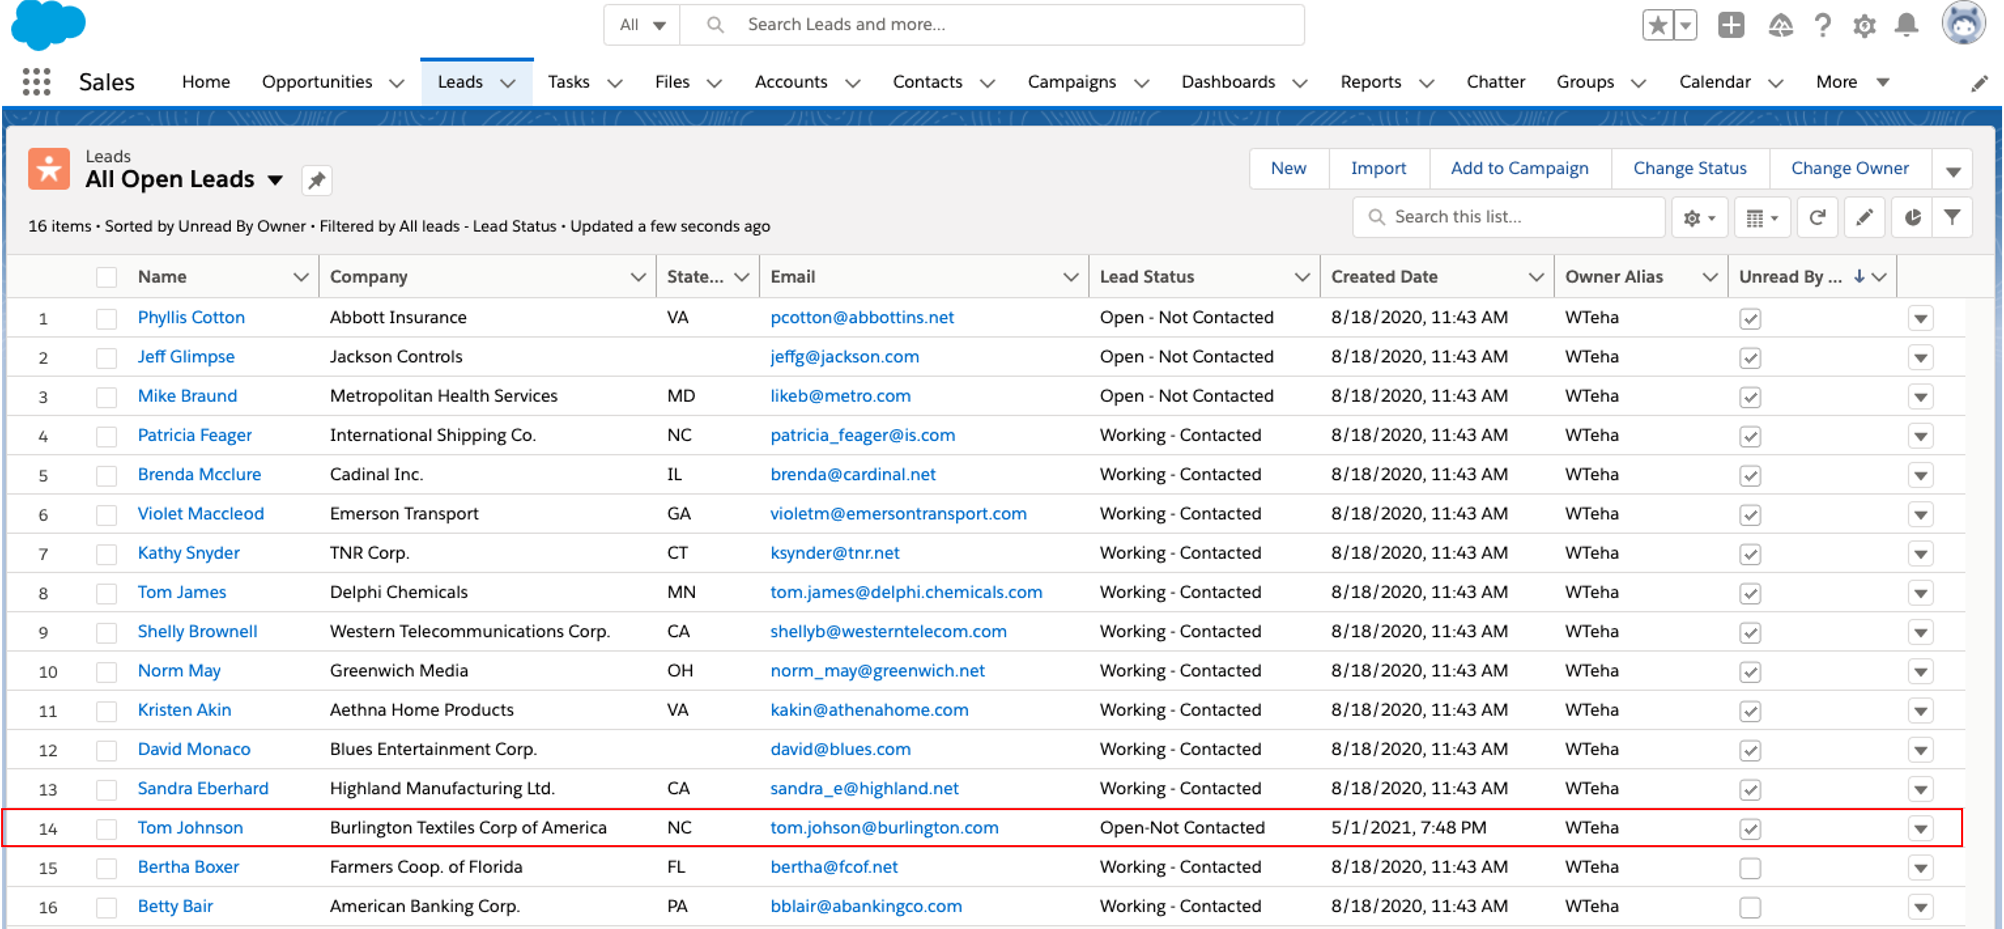 All Search Leads and more...
Sales Home Opportunities Leads Tasks Files Accounts Contacts Campaigns Dashboards Reports Chatter Groups Calendar More
Leads
All Open Leads
New Import Add to Campaign Change Status Change Owner
16 items • Sorted by Unread By Owner • Filtered by All leads - Lead Status • Updated a few seconds ago
Search this list...
Name Company State... Email Lead Status Created Date Owner Alias Unread By ...
1 Phyllis Cotton Abbott Insurance VA pcotton@abbottins.net Open - Not Contacted 8/18/2020, 11:43 AM WTeha
2 Jeff Glimpse Jackson Controls jeffg@jackson.com Open - Not Contacted 8/18/2020, 11:43 AM WTeha
3 Mike Braund Metropolitan Health Services MD likeb@metro.com Open - Not Contacted 8/18/2020, 11:43 AM WTeha
4 Patricia Feager International Shipping Co. NC patricia_feager@is.com Working - Contacted 8/18/2020, 11:43 AM WTeha
5 Brenda Mcclure Cadinal Inc. IL brenda@cardinal.net Working - Contacted 8/18/2020, 11:43 AM WTeha
6 Violet Maccleod Emerson Transport GA violetm@emersontransport.com Working - Contacted 8/18/2020, 11:43 AM WTeha
7 Kathy Snyder TNR Corp. CT ksynder@tnr.net Working - Contacted 8/18/2020, 11:43 AM WTeha
8 Tom James Delphi Chemicals MN tom.james@delphi.chemicals.com Working - Contacted 8/18/2020, 11:43 AM WTeha
9 Shelly Brownell Western Telecommunications Corp. CA shellyb@westerntelecom.com Working - Contacted 8/18/2020, 11:43 AM WTeha
10 Norm May Greenwich Media OH norm_may@greenwich.net Working - Contacted 8/18/2020, 11:43 AM WTeha
11 Kristen Akin Aethna Home Products VA kakin@athenahome.com Working - Contacted 8/18/2020, 11:43 AM WTeha
12 David Monaco Blues Entertainment Corp. david@blues.com Working - Contacted 8/18/2020, 11:43 AM WTeha
13 Sandra Eberhard Highland Manufacturing Ltd. CA sandra_e@highland.net Working - Contacted 8/18/2020, 11:43 AM WTeha
14 Tom Johnson Burlington Textiles Corp of America NC tom.johson@burlington.com Open-Not Contacted 5/1/2021, 7:48 PM WTeha
15 Bertha Boxer Farmers Coop. of Florida FL bertha@fcof.net Working - Contacted 8/18/2020, 11:43 AM WTeha
16 Betty Bair American Banking Corp. PA bblair@abankingco.com Working - Contacted 8/18/2020, 11:43 AM WTeha